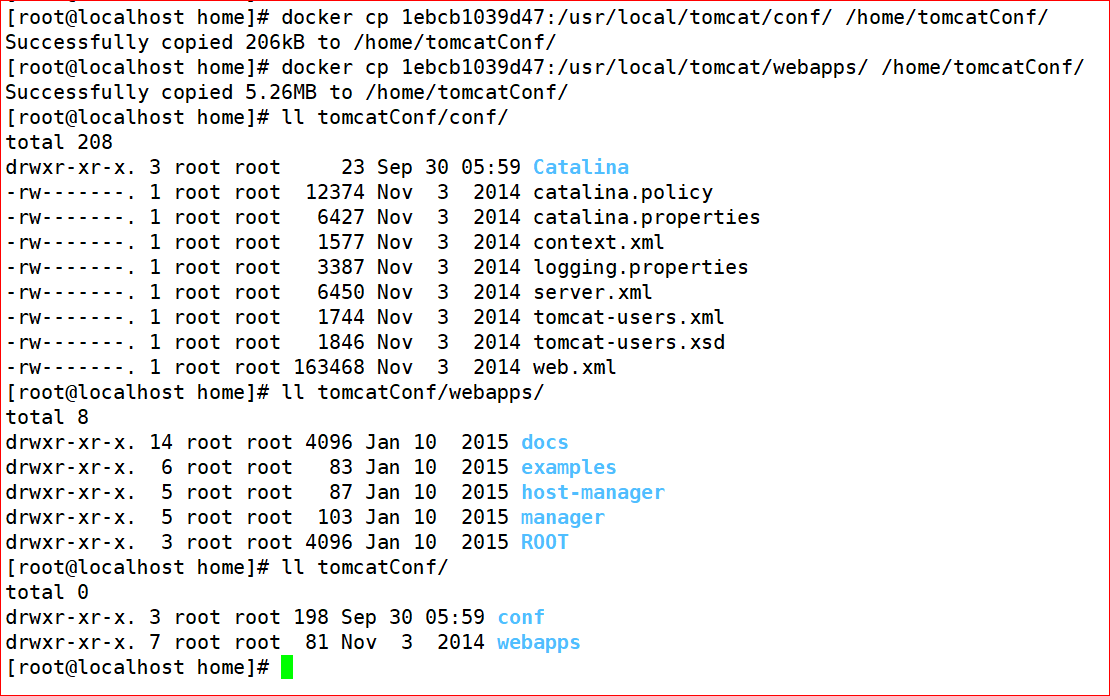 [root@localhost home]# docker cp 1ebcb1039d47:/usr/local/tomcat/conf/ /home/tomcatConf/
Successfully copied 206kB to /home/tomcatConf/
[root@localhost home]# docker cp 1ebcb1039d47:/usr/local/tomcat/webapps/ /home/tomcatConf/
Successfully copied 5.26MB to /home/tomcatConf/
[root@localhost home]# ll tomcatConf/conf/
total 208
drwxr-xr-x. 3 root root     23 Sep 30 05:59 Catalina
-rw-------. 1 root root  12374 Nov  3  2014 catalina.policy
-rw-------. 1 root root   6427 Nov  3  2014 catalina.properties
-rw-------. 1 root root   1577 Nov  3  2014 context.xml
-rw-------. 1 root root   3387 Nov  3  2014 logging.properties
-rw-------. 1 root root   6450 Nov  3  2014 server.xml
-rw-------. 1 root root   1744 Nov  3  2014 tomcat-users.xml
-rw-------. 1 root root   1846 Nov  3  2014 tomcat-users.xsd
-rw-------. 1 root root 163468 Nov  3  2014 web.xml
[root@localhost home]# ll tomcatConf/webapps/
total 8
drwxr-xr-x. 14 root root 4096 Jan 10  2015 docs
drwxr-xr-x.  6 root root   83 Jan 10  2015 examples
drwxr-xr-x.  5 root root   87 Jan 10  2015 host-manager
drwxr-xr-x.  5 root root  103 Jan 10  2015 manager
drwxr-xr-x.  3 root root 4096 Jan 10  2015 ROOT
[root@localhost home]# ll tomcatConf/
total 0
drwxr-xr-x. 3 root root 198 Sep 30 05:59 conf
drwxr-xr-x. 7 root root  81 Nov  3  2014 webapps
[root@localhost home]#